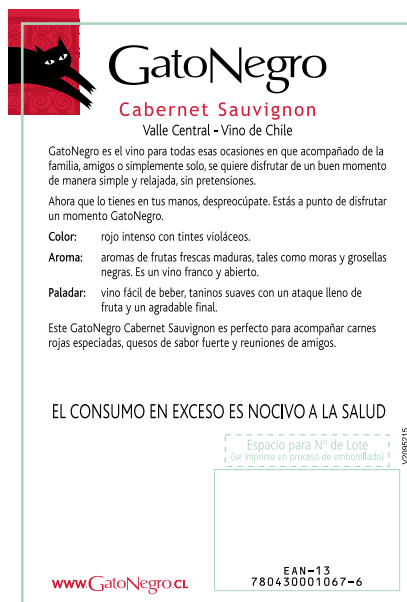 GatoNegro
Cabernet Sauvignon
Valle Central - Vino de Chile
GatoNegro es el vino para todas esas ocasiones en que acompañado de la
familia, amigos o simplemente solo, se quiere disfrutar de un buen momento
de manera simple y relajada, sin pretensiones.
Ahora que lo tienes en tus manos, despreocúpate. Estás a punto de disfrutar
un momento GatoNegro.
Color: rojo intenso con tintes violáceos.
Aroma: aromas de frutas frescas maduras, tales como moras y grosellas
negras. Es un vino franco y abierto.
Paladar: vino fácil de beber, taninos suaves con un ataque lleno de
fruta y un agradable final.
Este GatoNegro Cabernet Sauvignon es perfecto para acompañar carnes
rojas especiadas, quesos de sabor fuerte y reuniones de amigos.
EL CONSUMO EN EXCESO ES NOCIVO A LA SALUD
Espacio para Nº de Lote
(se imprime en proceso de embotellado)
V2095215
EAN-13
780430001067-6
www.GatoNegro.CL